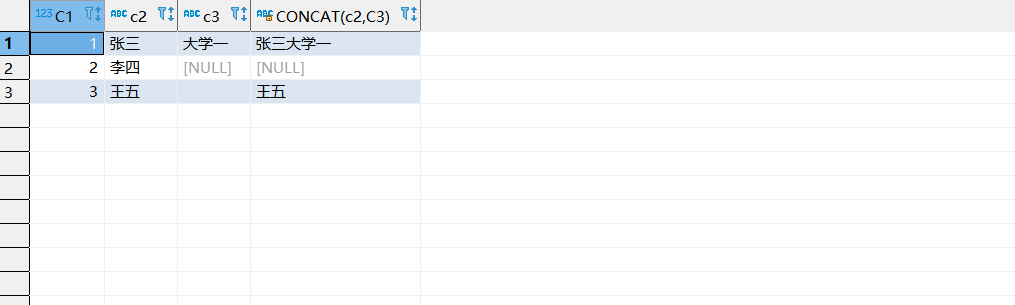 123 C1 ABC c2 ABC c3 ABC CONCAT(c2,C3)
1 1 张三 大学一 张三大学一
2 2 李四 [NULL] [NULL]
3 3 王五 王五